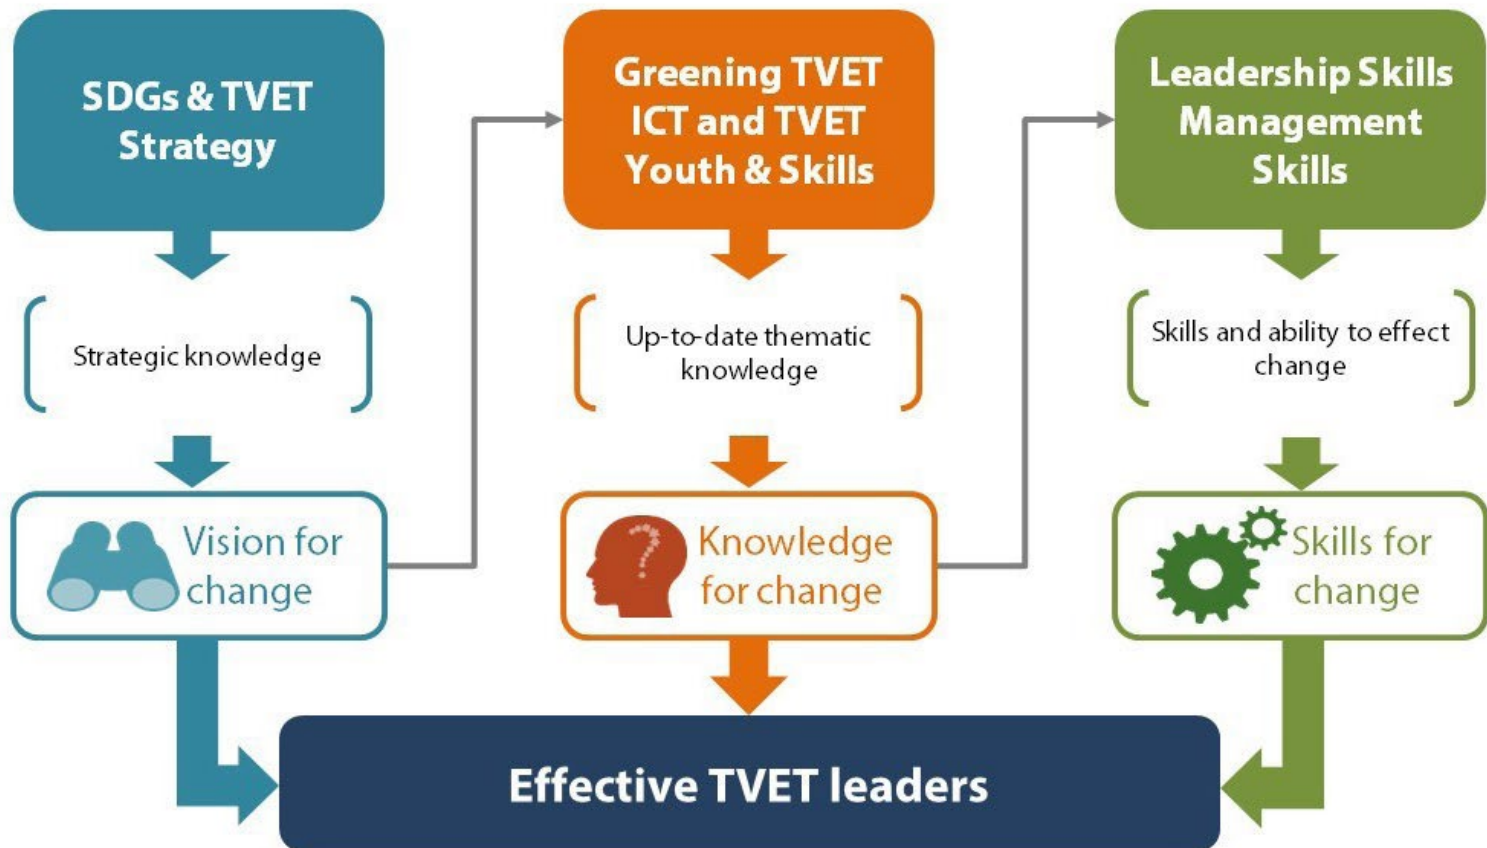 SDGs & TVET
Strategy
Greening TVET
ICT and TVET
Youth & Skills
Leadership Skills
Management
Skills
Strategic knowledge
Up-to-date thematic
knowledge
Skills and ability to effect
change
Vision for
change
Knowledge
for change
Skills for
change
Effective TVET leaders